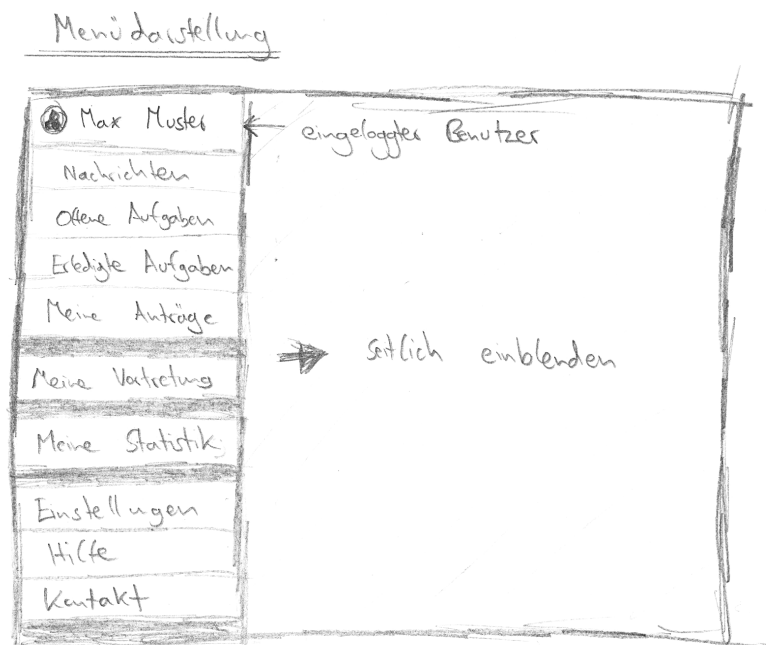 Menüdarstellung
Max Muster
eingeloggter Benutzer
Nachrichten
Offene Aufgaben
Erledigte Aufgaben
Meine Anträge
seitlich einblenden
Meine Vertretung
Meine Statistik
Einstellugen
Hilfe
Kontakt